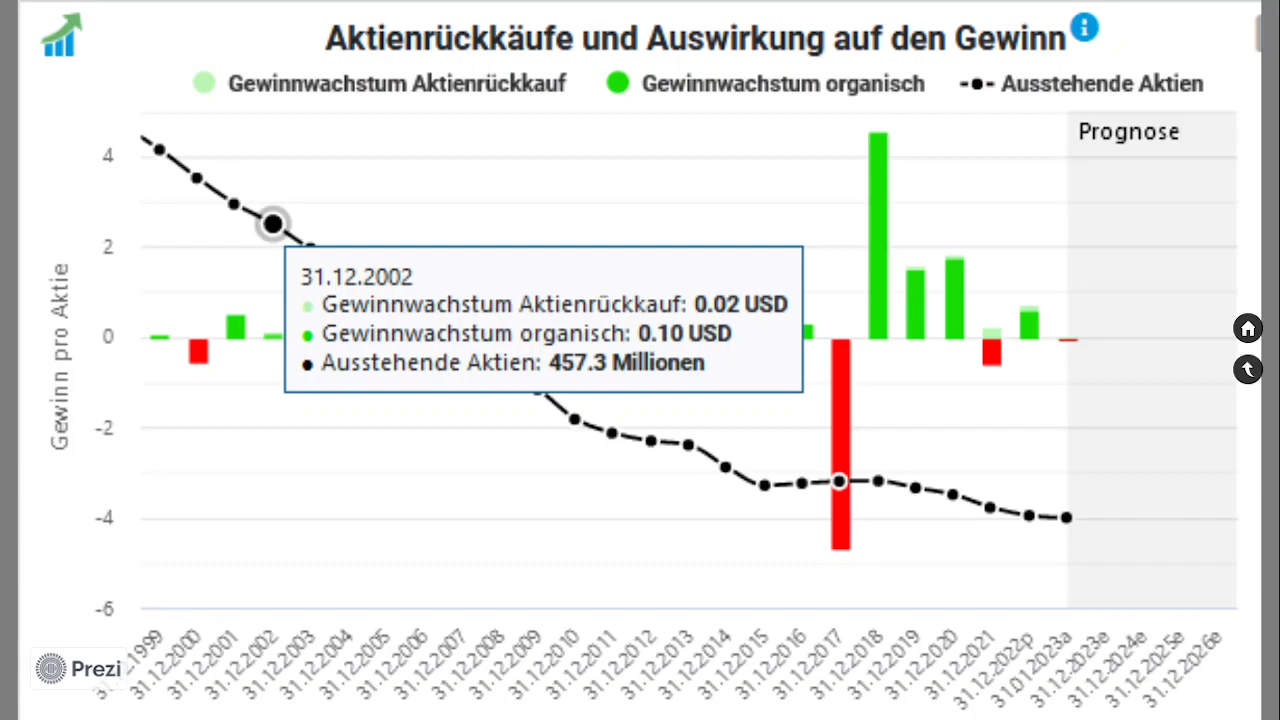 Aktienrückkäufe und Auswirkung auf den Gewinn
Gewinnwachstum Aktienrückkauf Gewinnwachstum organisch Ausstehende Aktien
Prognose
4
2
0
-2
-4
-6
Gewinn pro Aktie
31.12.2002
Gewinnwachstum Aktienrückkauf: 0.02 USD
Gewinnwachstum organisch: 0.10 USD
Ausstehende Aktien: 457.3 Millionen
31.12.2000
31.12.2001
31.12.2002
31.12.2003
31.12.2004
31.12.2005
31.12.2006
31.12.2007
31.12.2008
31.12.2009
31.12.2010
31.12.2011
31.12.2012
31.12.2013
31.12.2014
31.12.2015
31.12.2016
31.12.2017
31.12.2018
31.12.2019
31.12.2020
31.12.2021
31.12.2022p
31.01.2023a
31.12.2023e
31.12.2024e
31.12.2025e
31.12.2026e
Prezi